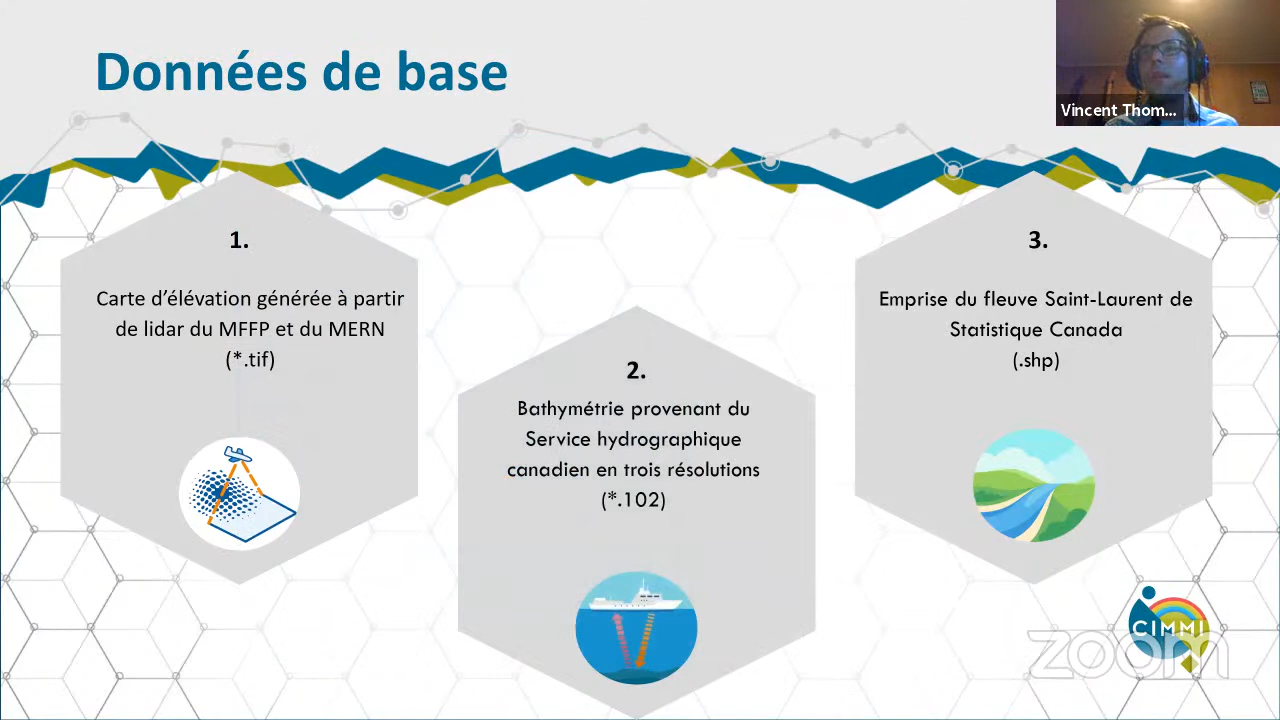 Données de base
Vincent Thom...
1.
Carte d’élévation générée à partir
de lidar du MFFP et du MERN
(*.tif)
2.
Bathymétrie provenant du
Service hydrographique
canadien en trois résolutions
(*.102)
3.
Emprise du fleuve Saint-Laurent de
Statistique Canada
(.shp)
CIMMI
zoom